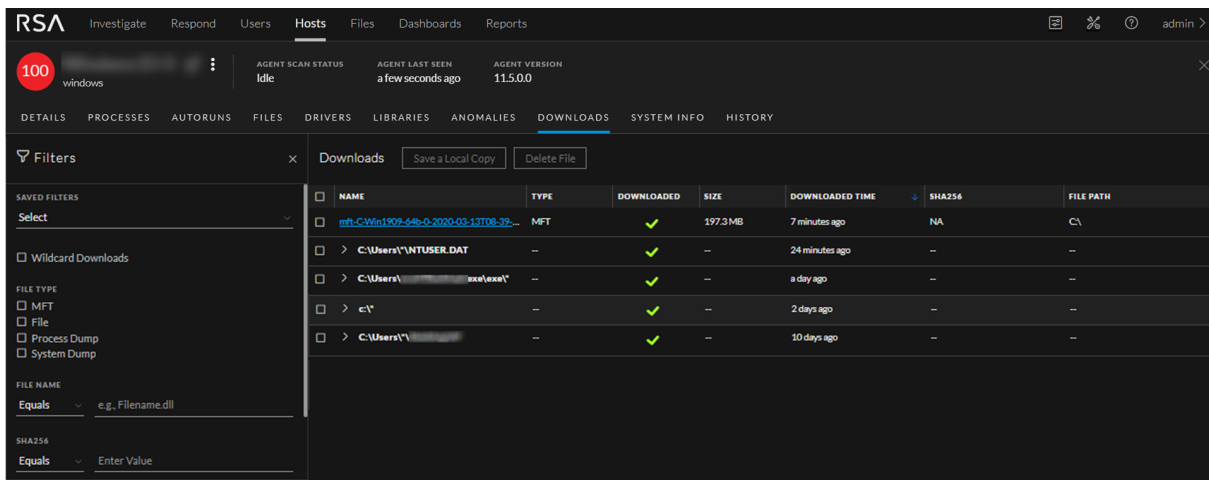 RSA Investigate Respond Users Hosts Files Dashboards Reports admin >
100 windows
AGENT SCAN STATUS AGENT LAST SEEN AGENT VERSION
Idle a few seconds ago 11.5.0.0
DETAILS PROCESSES AUTORUNS FILES DRIVERS LIBRARIES ANOMALIES DOWNLOADS SYSTEM INFO HISTORY
Filters
SAVED FILTERS
Select
Wildcard Downloads
FILE TYPE
MFT
File
Process Dump
System Dump
FILE NAME
Equals e.g., Filename.dll
SHA256
Equals Enter Value
Downloads Save a Local Copy Delete File
NAME TYPE DOWNLOADED SIZE DOWNLOADED TIME SHA256 FILE PATH
mft-C-Win1909-64b-0-2020-03-13T08-39-... MFT 197.3 MB 7 minutes ago NA C:\
> C:\Users\*\NTUSER.DAT -- -- 24 minutes ago -- --
> C:\Users\ exe\exe\* -- -- a day ago -- --
> c:\* -- -- 2 days ago -- --
> C:\Users\*\ -- -- 10 days ago -- --